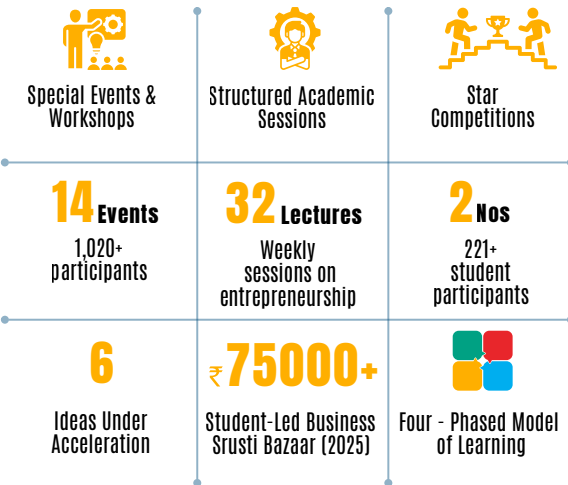 Special Events &
Workshops
Structured Academic
Sessions
Star
Competitions
14 Events
1,020+
participants
32 Lectures
Weekly
sessions on
entrepreneurship
2 Nos
221+
student
participants
6
Ideas Under
Acceleration
₹75000+
Student-Led Business
Srusti Bazaar (2025)
Four - Phased Model
of Learning